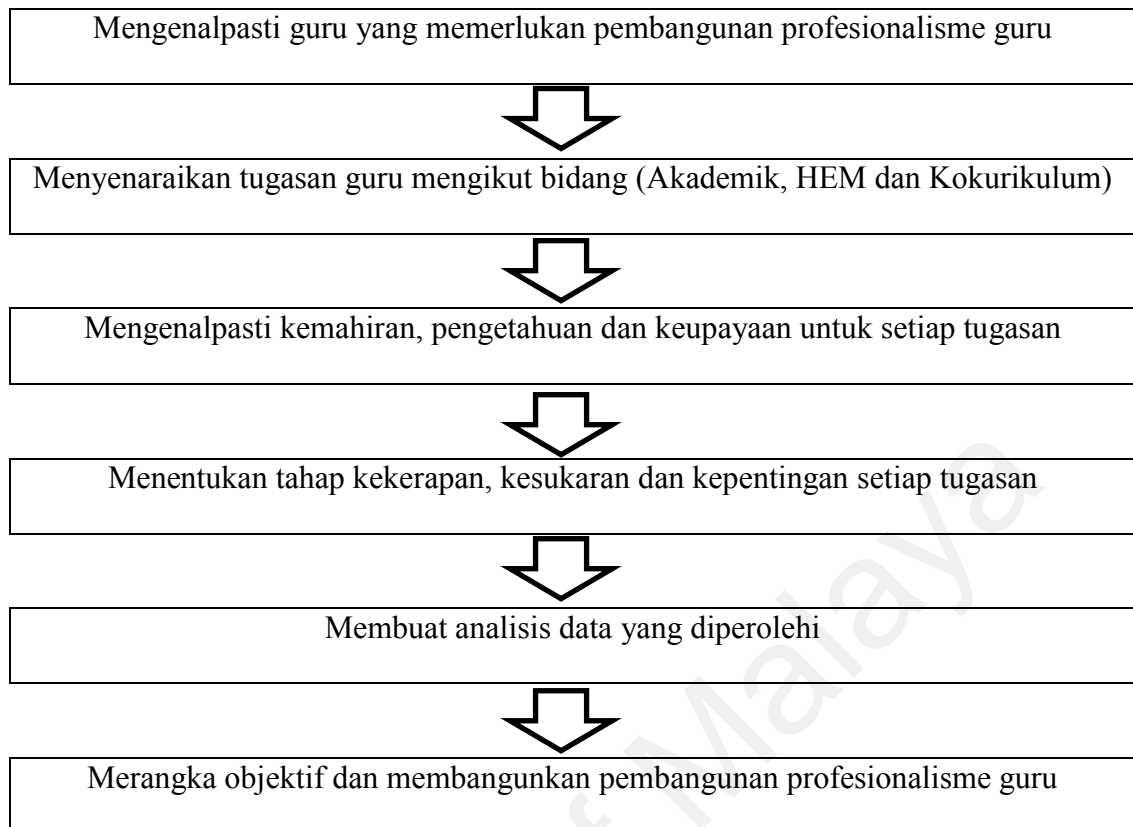 Mengenalpasti guru yang memerlukan pembangunan profesionalisme guru
Menyenaraikan tugasan guru mengikut bidang (Akademik, HEM dan Kokurikulum)
Mengenalpasti kemahiran, pengetahuan dan keupayaan untuk setiap tugasan
Menentukan tahap kekerapan, kesukaran dan kepentingan setiap tugasan
Membuat analisis data yang diperolehi
Merangka objektif dan membangunkan pembangunan profesionalisme guru
of Malaya